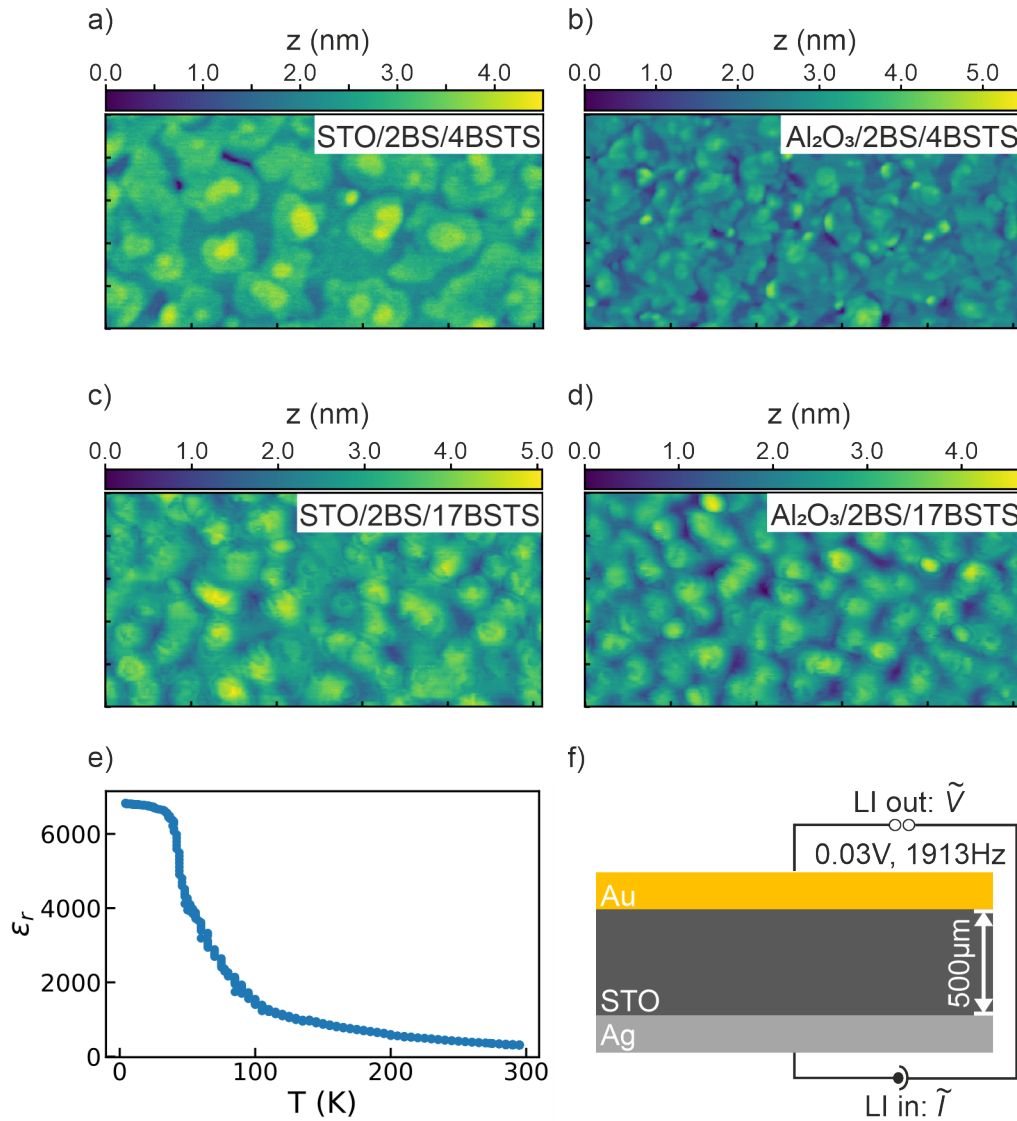 a)
z (nm)
0.0 1.0 2.0 3.0 4.0
STO/2BS/4BSTS
b)
z (nm)
0.0 1.0 2.0 3.0 4.0 5.0
Al₂O₃/2BS/4BSTS
c)
z (nm)
0.0 1.0 2.0 3.0 4.0 5.0
STO/2BS/17BSTS
d)
z (nm)
0.0 1.0 2.0 3.0 4.0
Al₂O₃/2BS/17BSTS
e)
6000
4000
2000
0
εᵣ
0 100 200 300
T (K)
f)
LI out: Ṽ
0.03V, 1913Hz
Au
500μm
STO
Ag
LI in: Ĩ